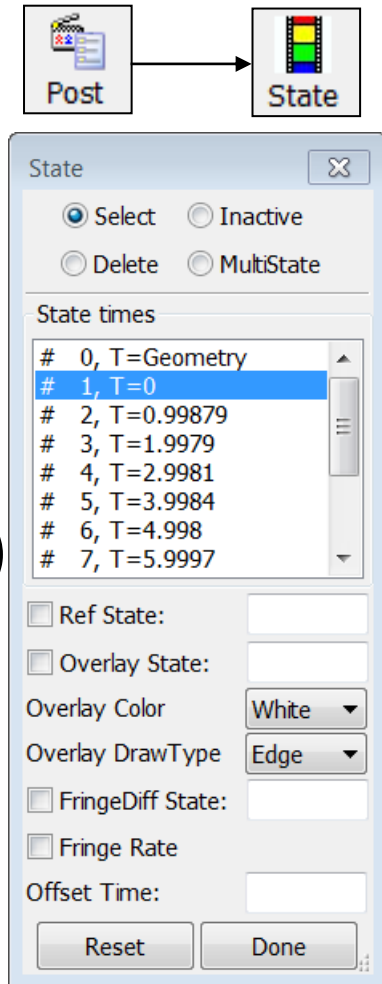 Post
State
State
Select Inactive
Delete MultiState
State times
# 0, T=Geometry
# 1, T=0
# 2, T=0.99879
# 3, T=1.9979
# 4, T=2.9981
# 5, T=3.9984
# 6, T=4.998
# 7, T=5.9997
Ref State:
Overlay State:
Overlay Color White
Overlay DrawType Edge
FringeDiff State:
Fringe Rate
Offset Time:
Reset Done